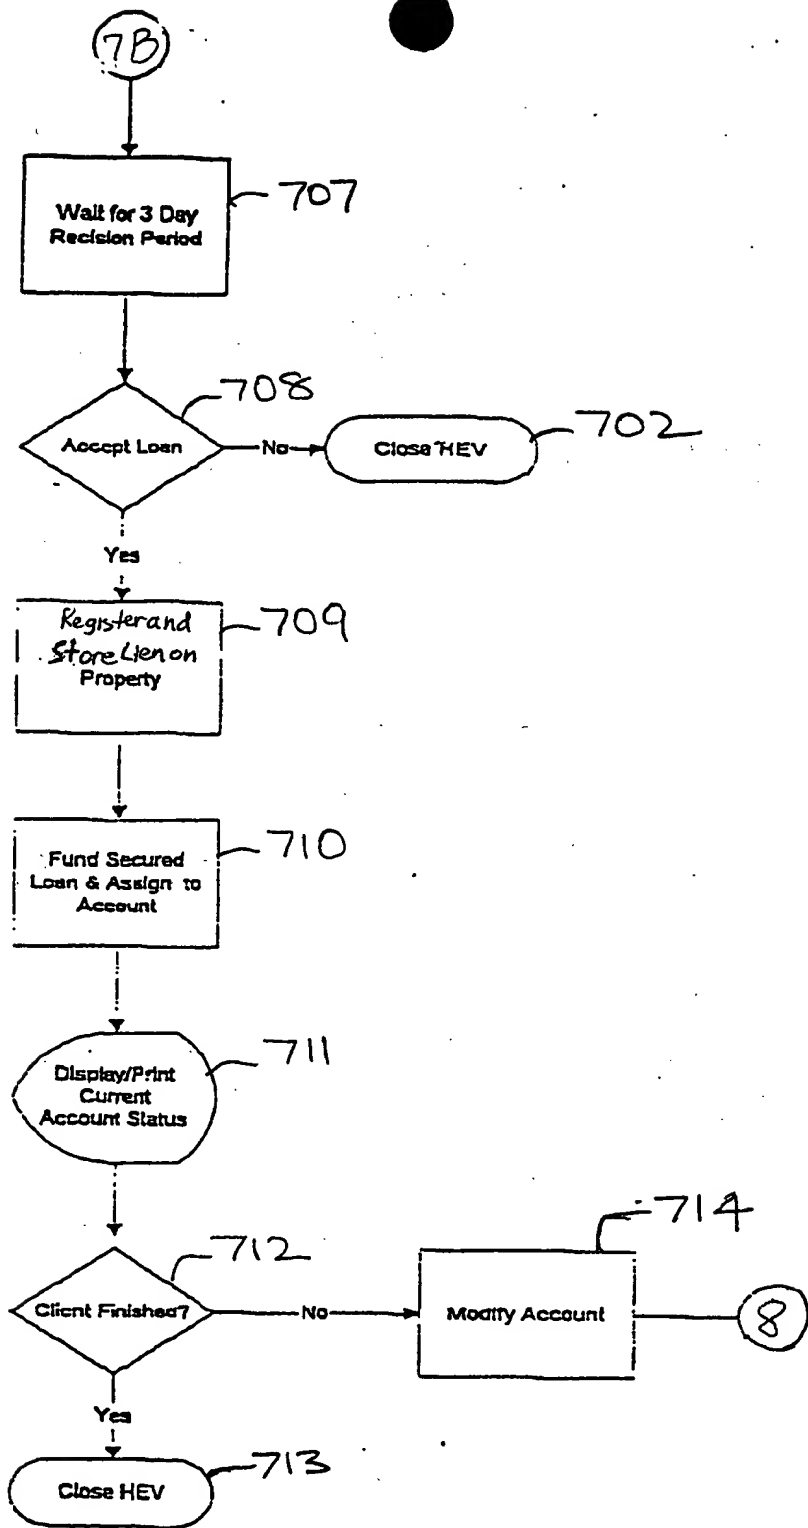 7B
Wait for 3 Day
Recision Period
707
708
Accept Loan
No
Close HEV
702
Yes
Register and
Store Lien on
Property
709
Fund Secured
Loan & Assign to
Account
710
Display/Print
Current
Account Status
711
712
Client Finished?
No
Modify Account
714
8
Yes
Close HEV
713